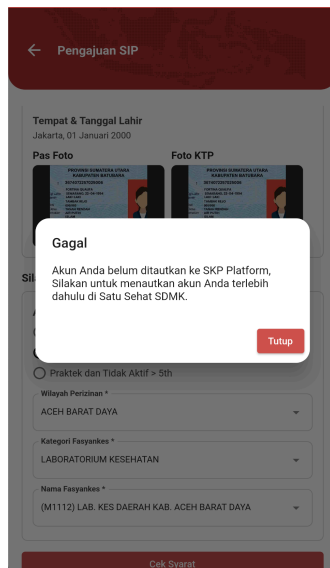 Pengajuan SIP
Tempat & Tanggal Lahir
Jakarta, 01 Januari 2000
Pas Foto
Foto KTP
PROVINSI SUMATERA UTARA
KABUPATEN BATUBARA
PROVINSI SUMATERA UTARA
KABUPATEN BATUBARA
Gagal
Akun Anda belum ditautkan ke SKP Platform,
Silakan untuk menautkan akun Anda terlebih
dahulu di Satu Sehat SDMK.
Tutup
Praktek dan Tidak Aktif > 5th
Wilayah Perizinan *
ACEH BARAT DAYA
Kategori Fasyankes *
LABORATORIUM KESEHATAN
Nama Fasyankes *
(M1112) LAB. KES DAERAH KAB. ACEH BARAT DAYA
Cek Syarat